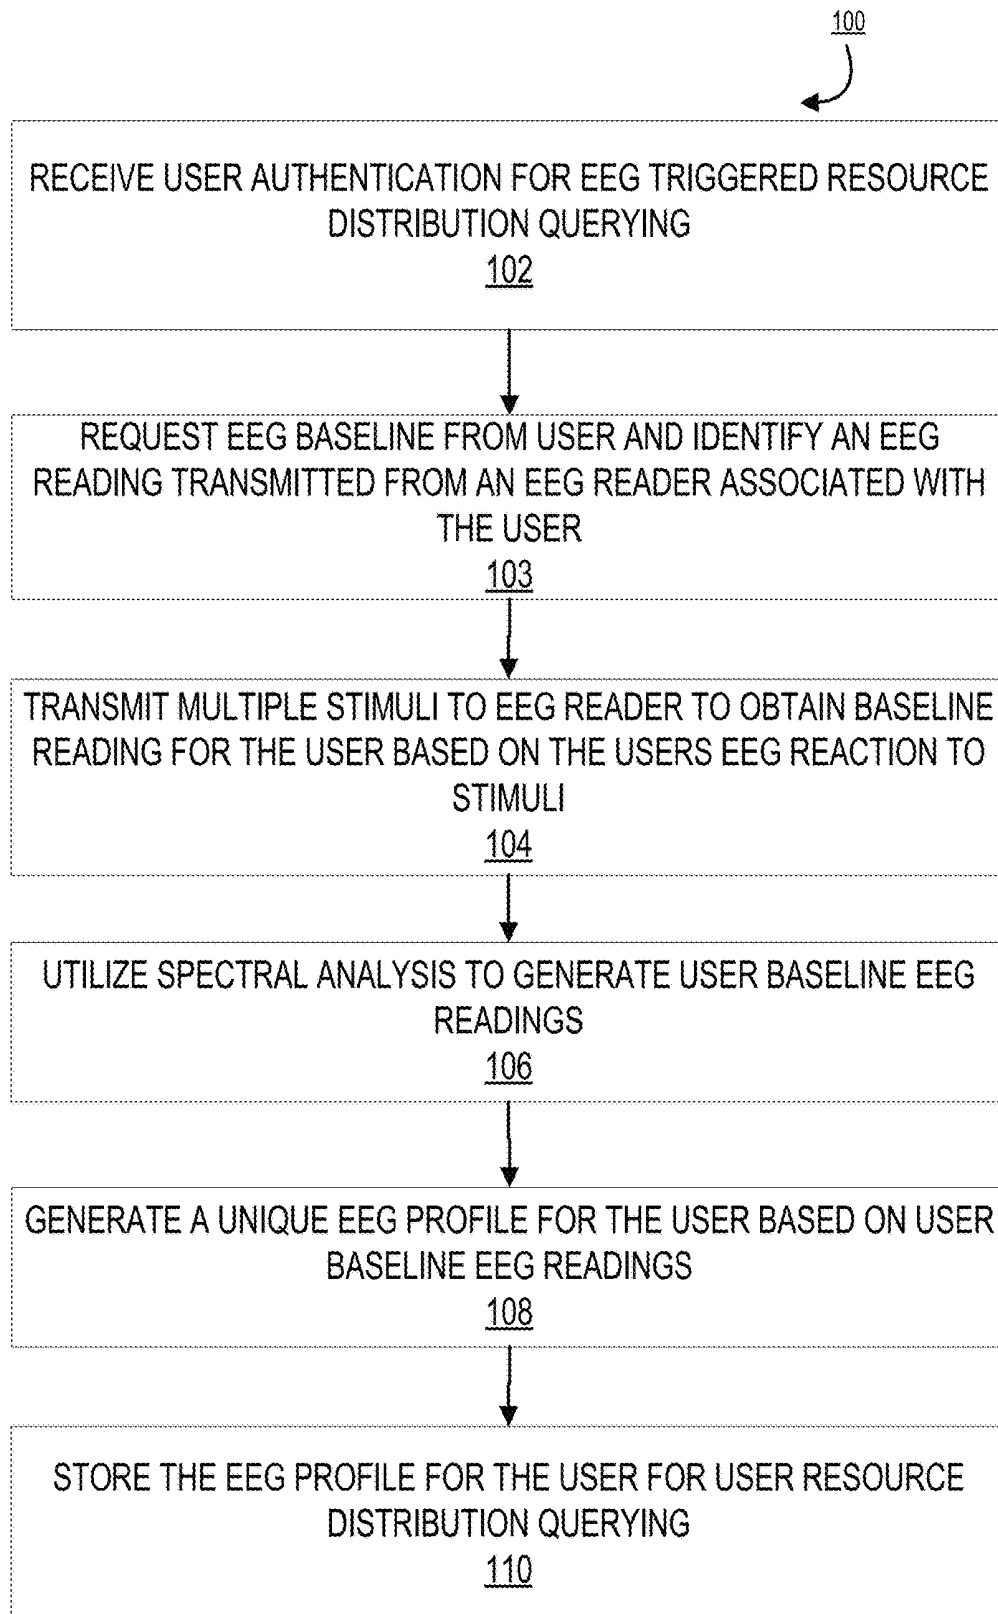 100
RECEIVE USER AUTHENTICATION FOR EEG TRIGGERED RESOURCE
DISTRIBUTION QUERYING
102
REQUEST EEG BASELINE FROM USER AND IDENTIFY AN EEG
READING TRANSMITTED FROM AN EEG READER ASSOCIATED WITH
THE USER
103
TRANSMIT MULTIPLE STIMULI TO EEG READER TO OBTAIN BASELINE
READING FOR THE USER BASED ON THE USERS EEG REACTION TO
STIMULI
104
UTILIZE SPECTRAL ANALYSIS TO GENERATE USER BASELINE EEG
READINGS
106
GENERATE A UNIQUE EEG PROFILE FOR THE USER BASED ON USER
BASELINE EEG READINGS
108
STORE THE EEG PROFILE FOR THE USER FOR USER RESOURCE
DISTRIBUTION QUERYING
110